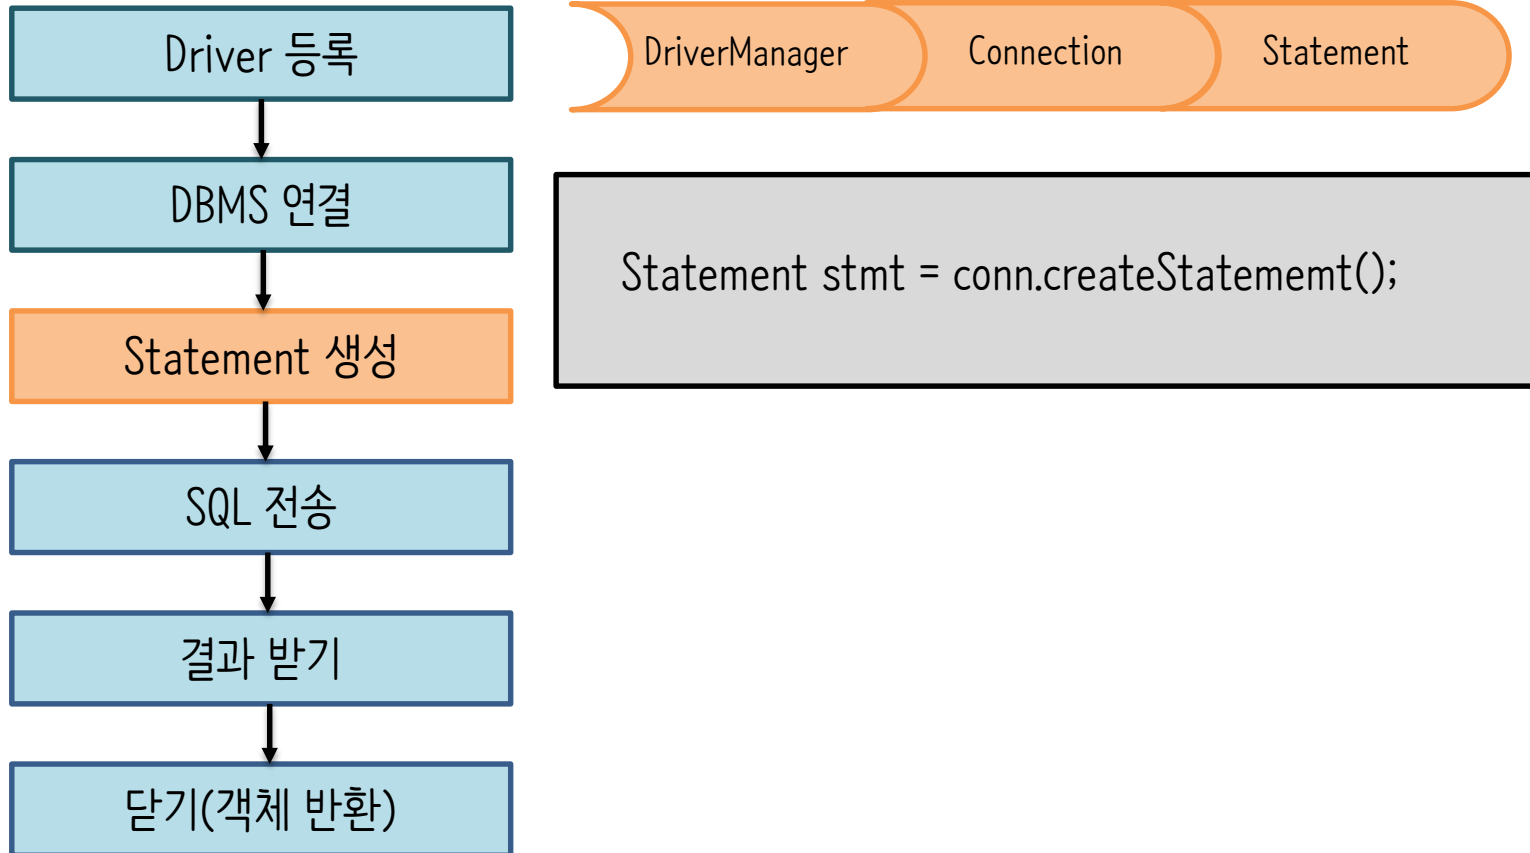 Driver 등록
DBMS 연결
Statement 생성
SQL 전송
결과 받기
닫기(객체 반환)
DriverManager
Connection
Statement
Statement stmt = conn.createStatememt();